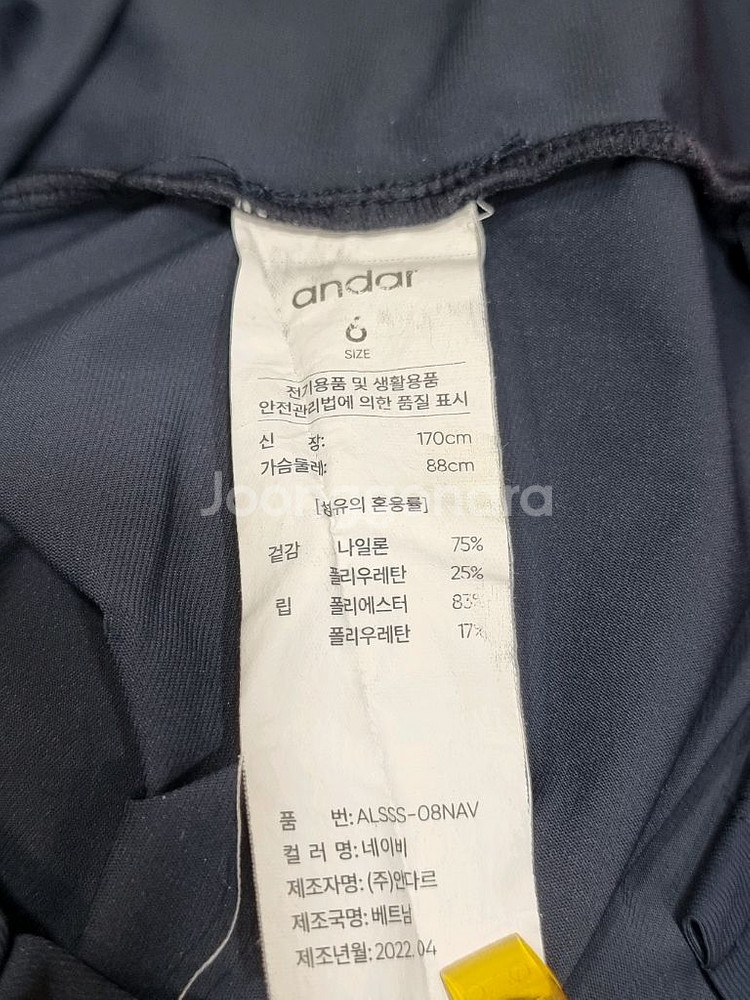 andar
6
SIZE
전기용품 및 생활용품
안전관리법에 의한 품질 표시
신 장: 170cm
가슴둘레: 88cm
Joonggonara
[섬유의 혼용률]
겉감 나일론 75%
폴리우레탄 25%
립 폴리에스터 83%
폴리우레탄 17%
품 번: ALSSS-08NAV
컬 러 명: 네이비
제조자명: (주)안다르
제조국명: 베트남
제조년월: 2022.04